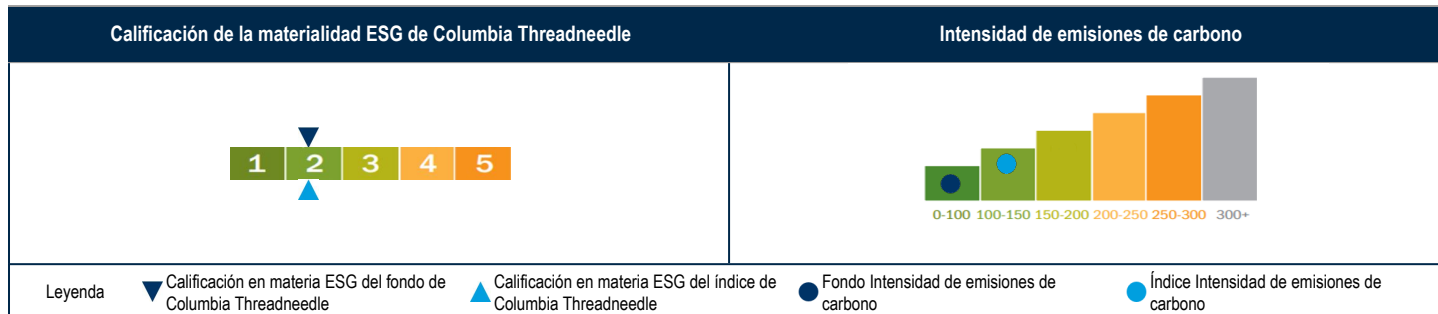 Calificación de la materialidad ESG de Columbia Threadneedle
Intensidad de emisiones de carbono
1 2 3 4 5
0-100 100-150 150-200 200-250 250-300 300+
Leyenda
Calificación en materia ESG del fondo de
Columbia Threadneedle
Calificación en materia ESG del índice de
Columbia Threadneedle
Fondo Intensidad de emisiones de
carbono
Índice Intensidad de emisiones de
carbono